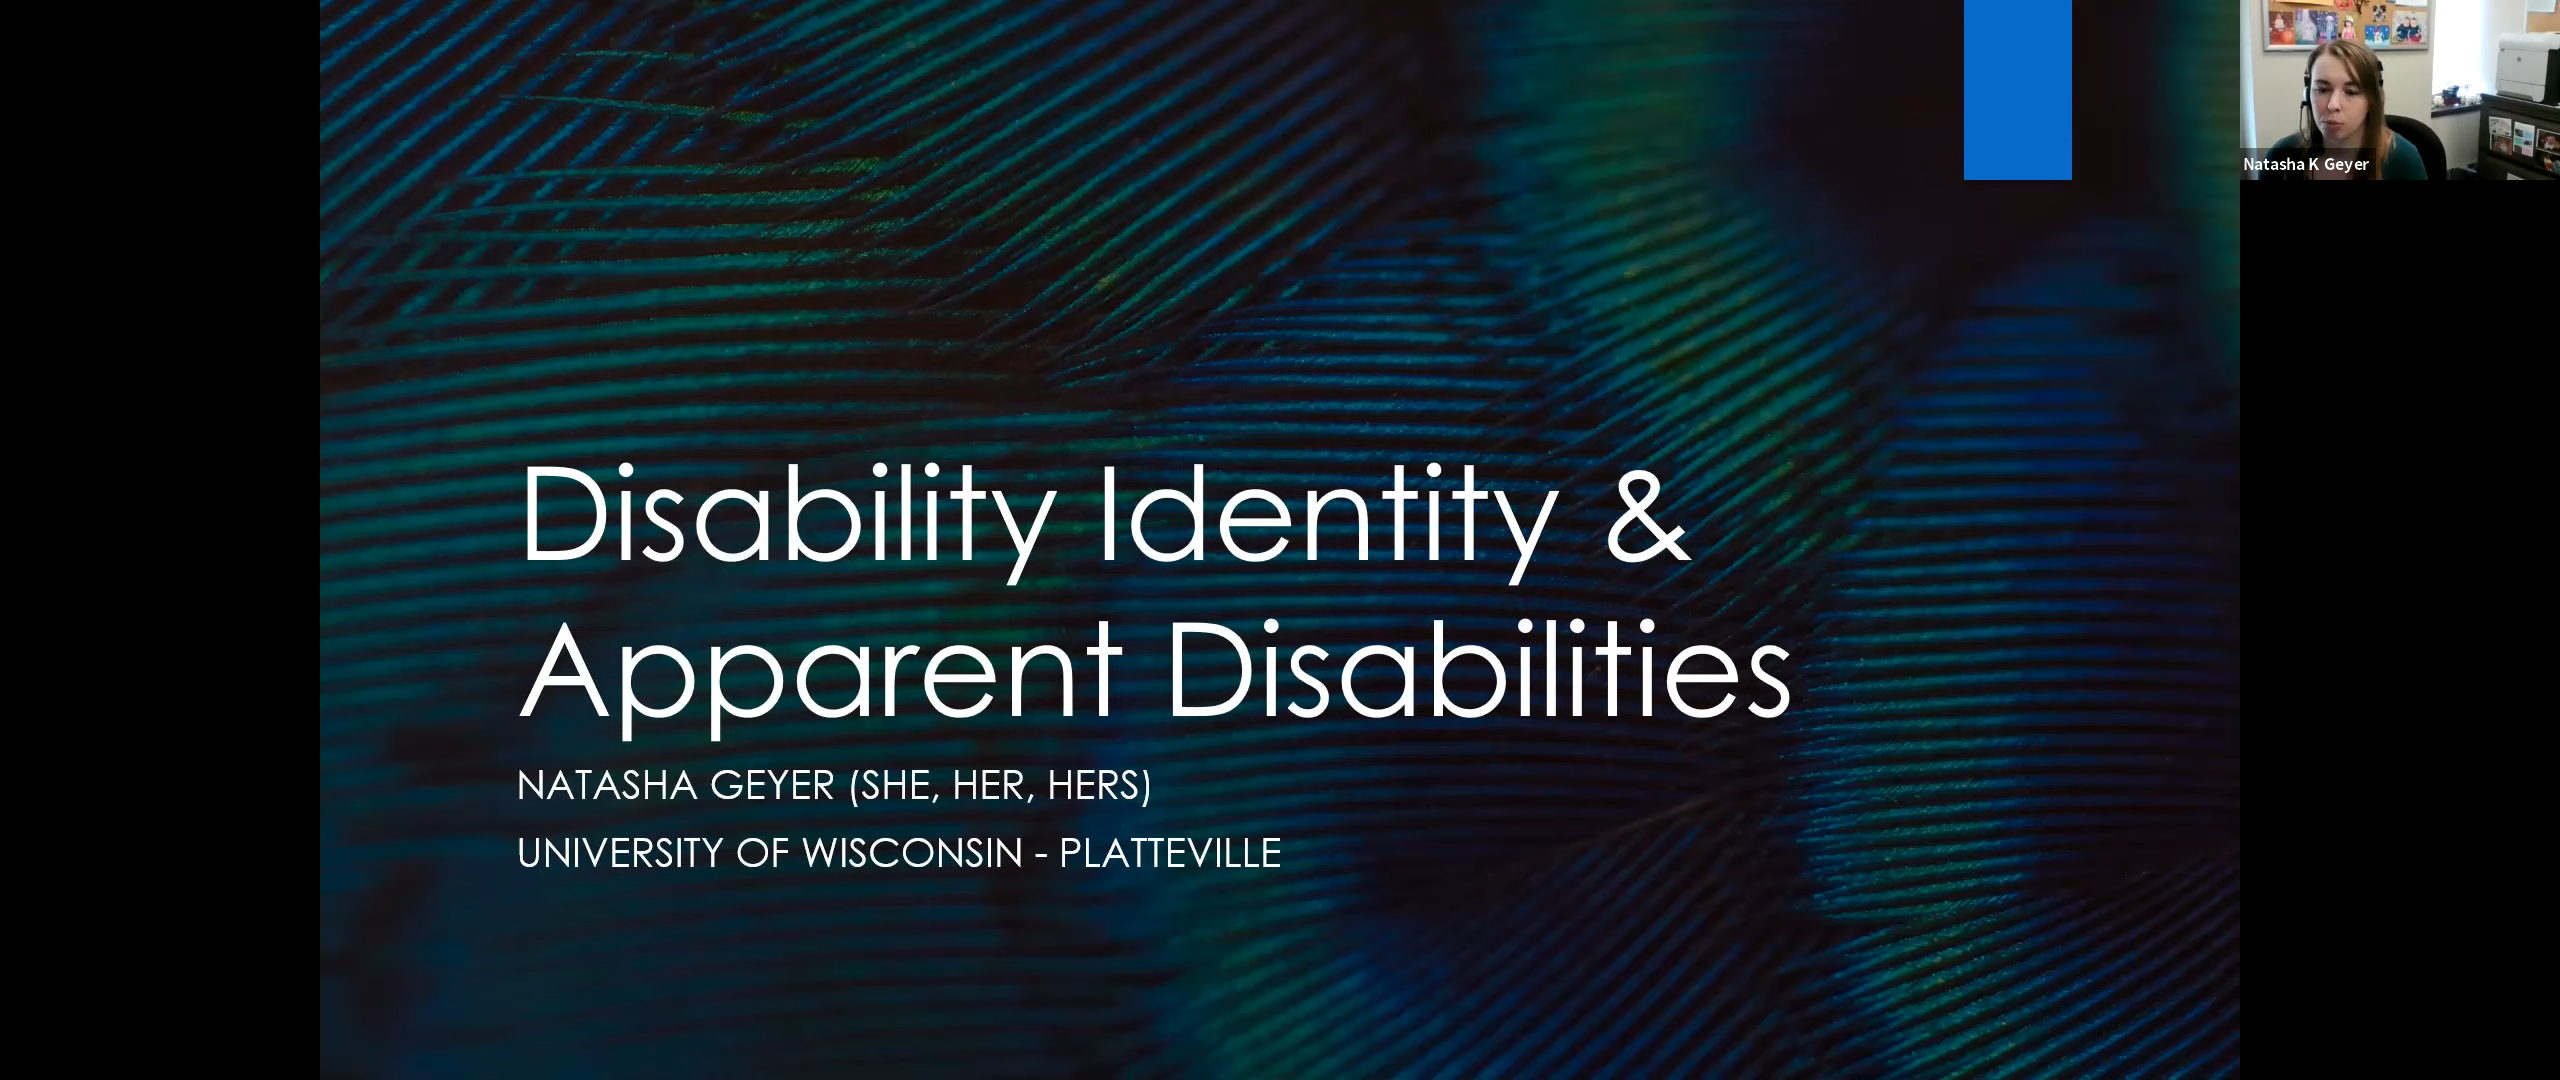 Disability Identity &
Apparent Disabilities
NATASHA GEYER (SHE, HER, HERS)
UNIVERSITY OF WISCONSIN - PLATTEVILLE
Natasha K Geyer